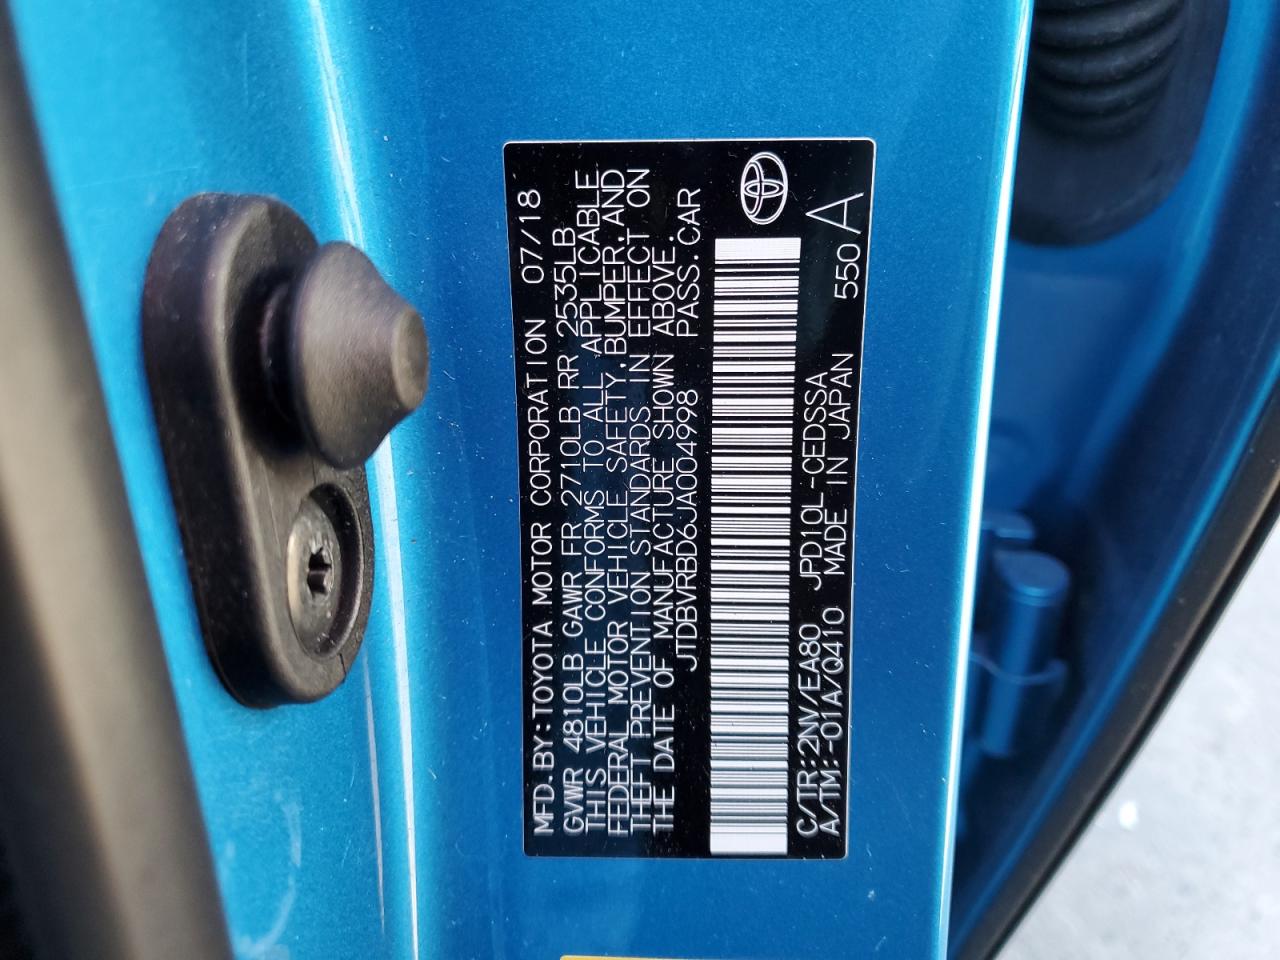 MFD.BY:TOYOTA MOTOR CORPORATION 07/18
GVWR 4810LB GAWR FR 2710LB RR 2535LB
THIS VEHICLE CONFORMS TO ALL APPLICABLE
FEDERAL MOTOR VEHICLE SAFETY,BUMPER,AND
THEFT PREVENTION STANDARDS IN EFFECT ON
THE DATE OF MANUFACTURE SHOWN ABOVE.
JTDBVRBD6JA004998 PASS.CAR
C/TR:2NV/EA80 JPD10L-CEDSSA 550
A/TM:-01A/Q410 MADE IN JAPAN A